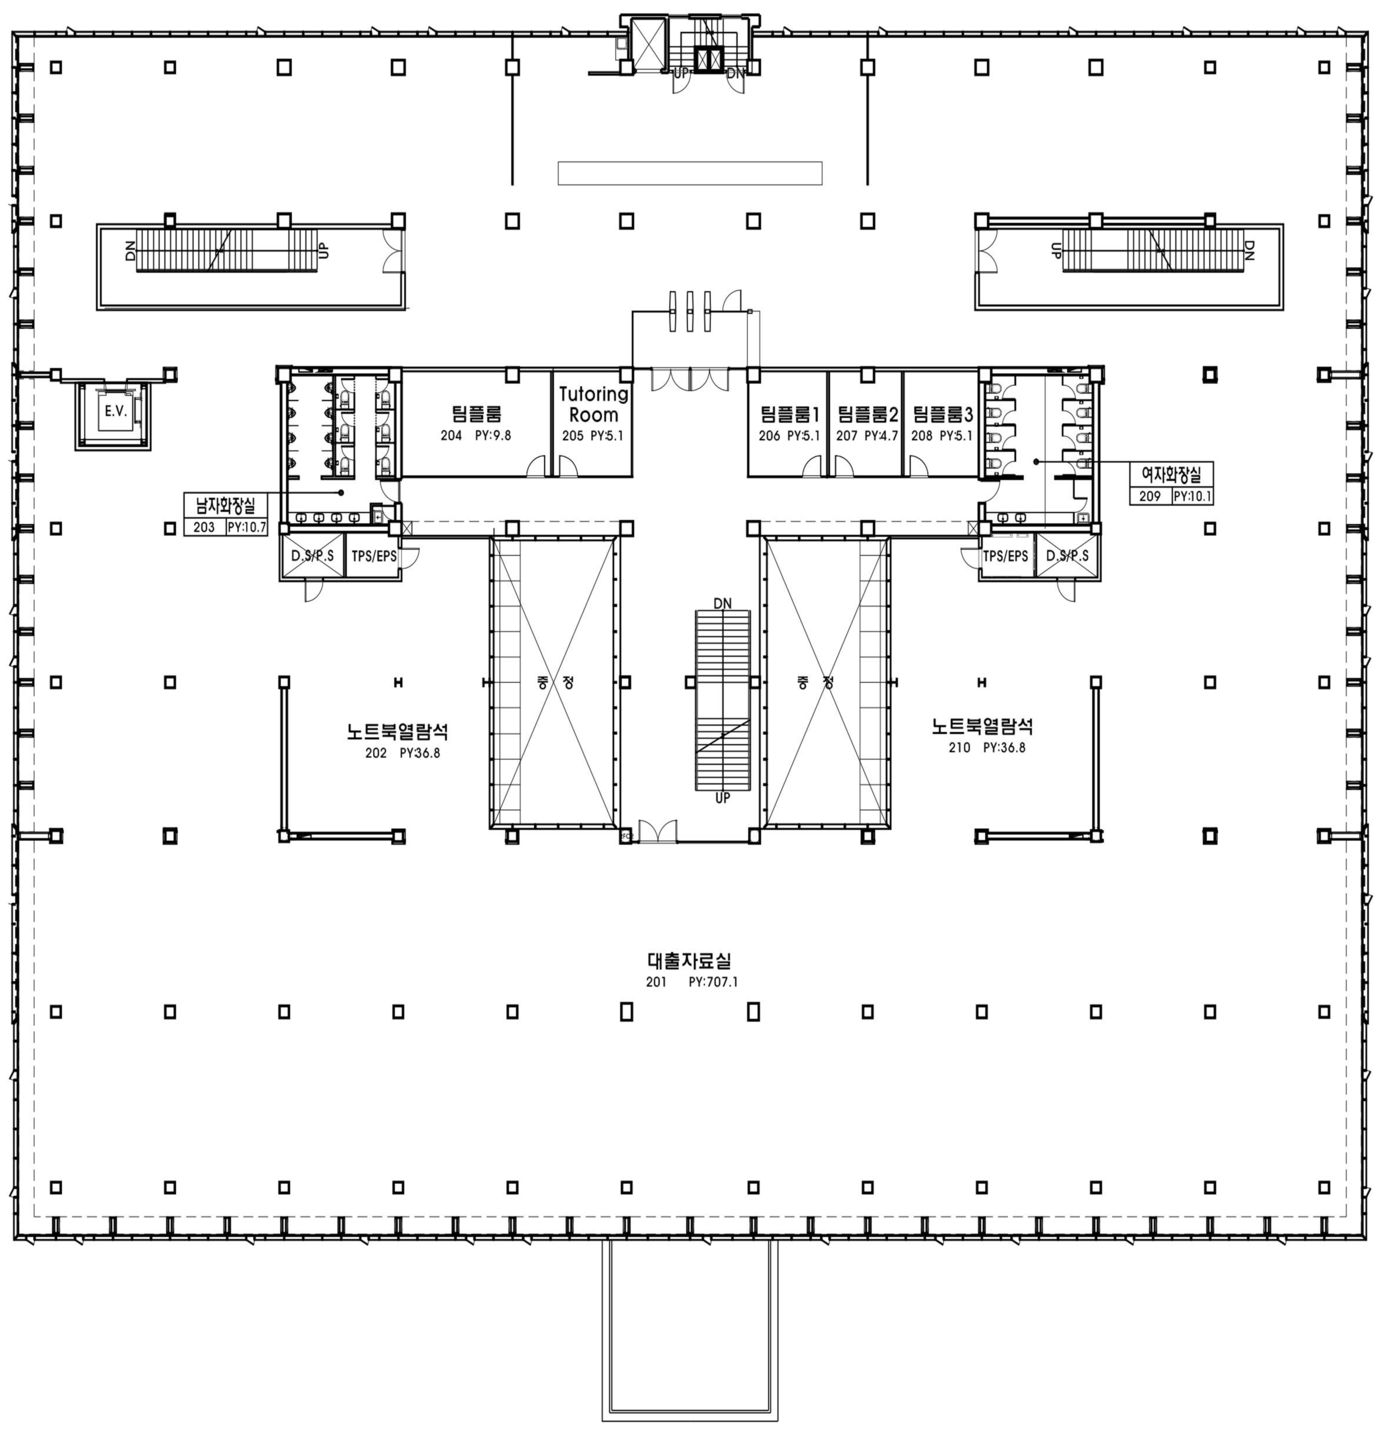 UP
DN
DN
UP
UP
DN
E.V.
팀플룸
204 PY:9.8
Tutoring
Room
205 PY:5.1
팀플룸1
206 PY:5.1
팀플룸2
207 PY:4.7
팀플룸3
208 PY:5.1
남자화장실
203 PY:10.7
여자화장실
209 PY:10.1
D.S/P.S
TPS/EPS
TPS/EPS
D.S/P.S
중 정
DN
UP
중 정
노트북열람석
202 PY:36.8
노트북열람석
210 PY:36.8
대출자료실
201 PY:707.1